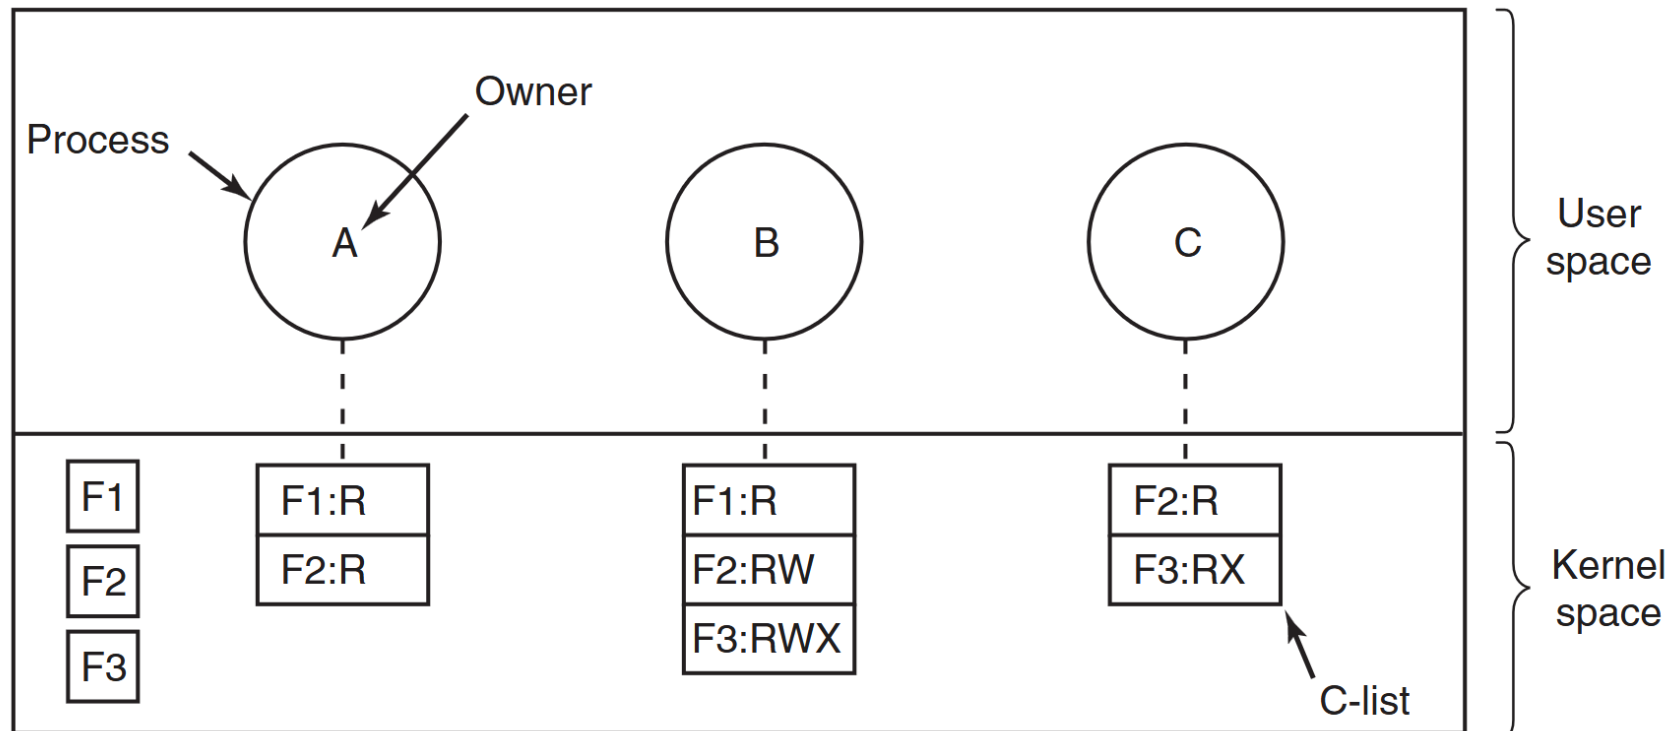 Owner
Process
A
B
C
User
space
F1
F2
F3
F1:R
F2:R
F1:R
F2:RW
F3:RWX
F2:R
F3:RX
C-list
Kernel
space